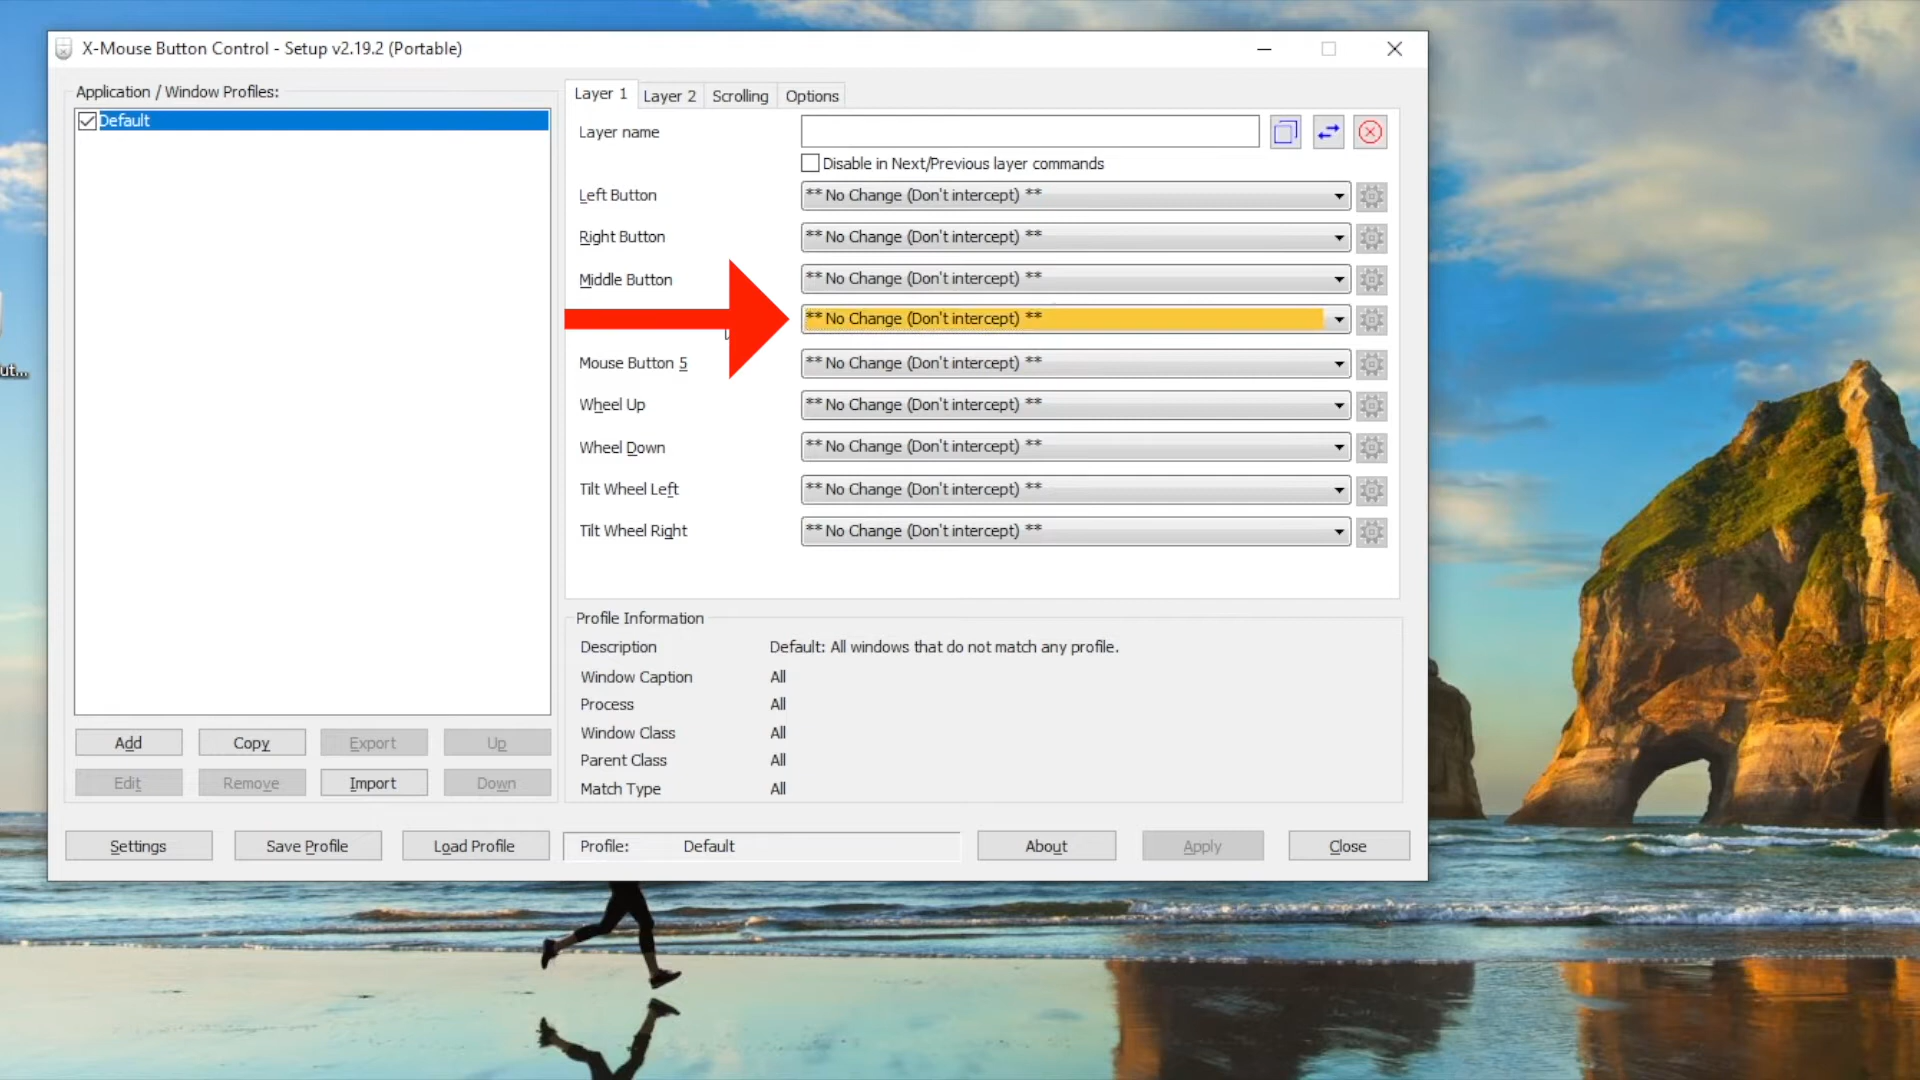 X-Mouse Button Control - Setup v2.19.2 (Portable)
Application / Window Profiles:
Default
Layer 1
Layer 2
Scrolling
Options
Layer name
Disable in Next/Previous layer commands
Left Button
** No Change (Don't intercept) **
Right Button
** No Change (Don't intercept) **
Middle Button
** No Change (Don't intercept) **
** No Change (Don't intercept) **
Mouse Button 5
** No Change (Don't intercept) **
Wheel Up
** No Change (Don't intercept) **
Wheel Down
** No Change (Don't intercept) **
Tilt Wheel Left
** No Change (Don't intercept) **
Tilt Wheel Right
** No Change (Don't intercept) **
Profile Information
Description
Default: All windows that do not match any profile.
Window Caption
All
Process
All
Window Class
All
Parent Class
All
Match Type
All
Add
Copy
Export
Up
Edit
Remove
Import
Down
Settings
Save Profile
Load Profile
Profile:
Default
About
Apply
Close
ut...